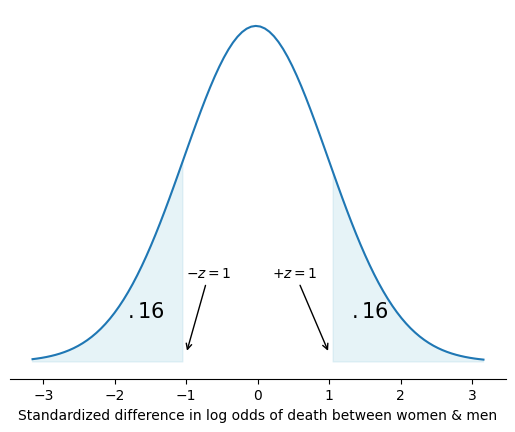 −z = 1 +z = 1
.16 .16
−3 −2 −1 0 1 2 3
Standardized difference in log odds of death between women & men